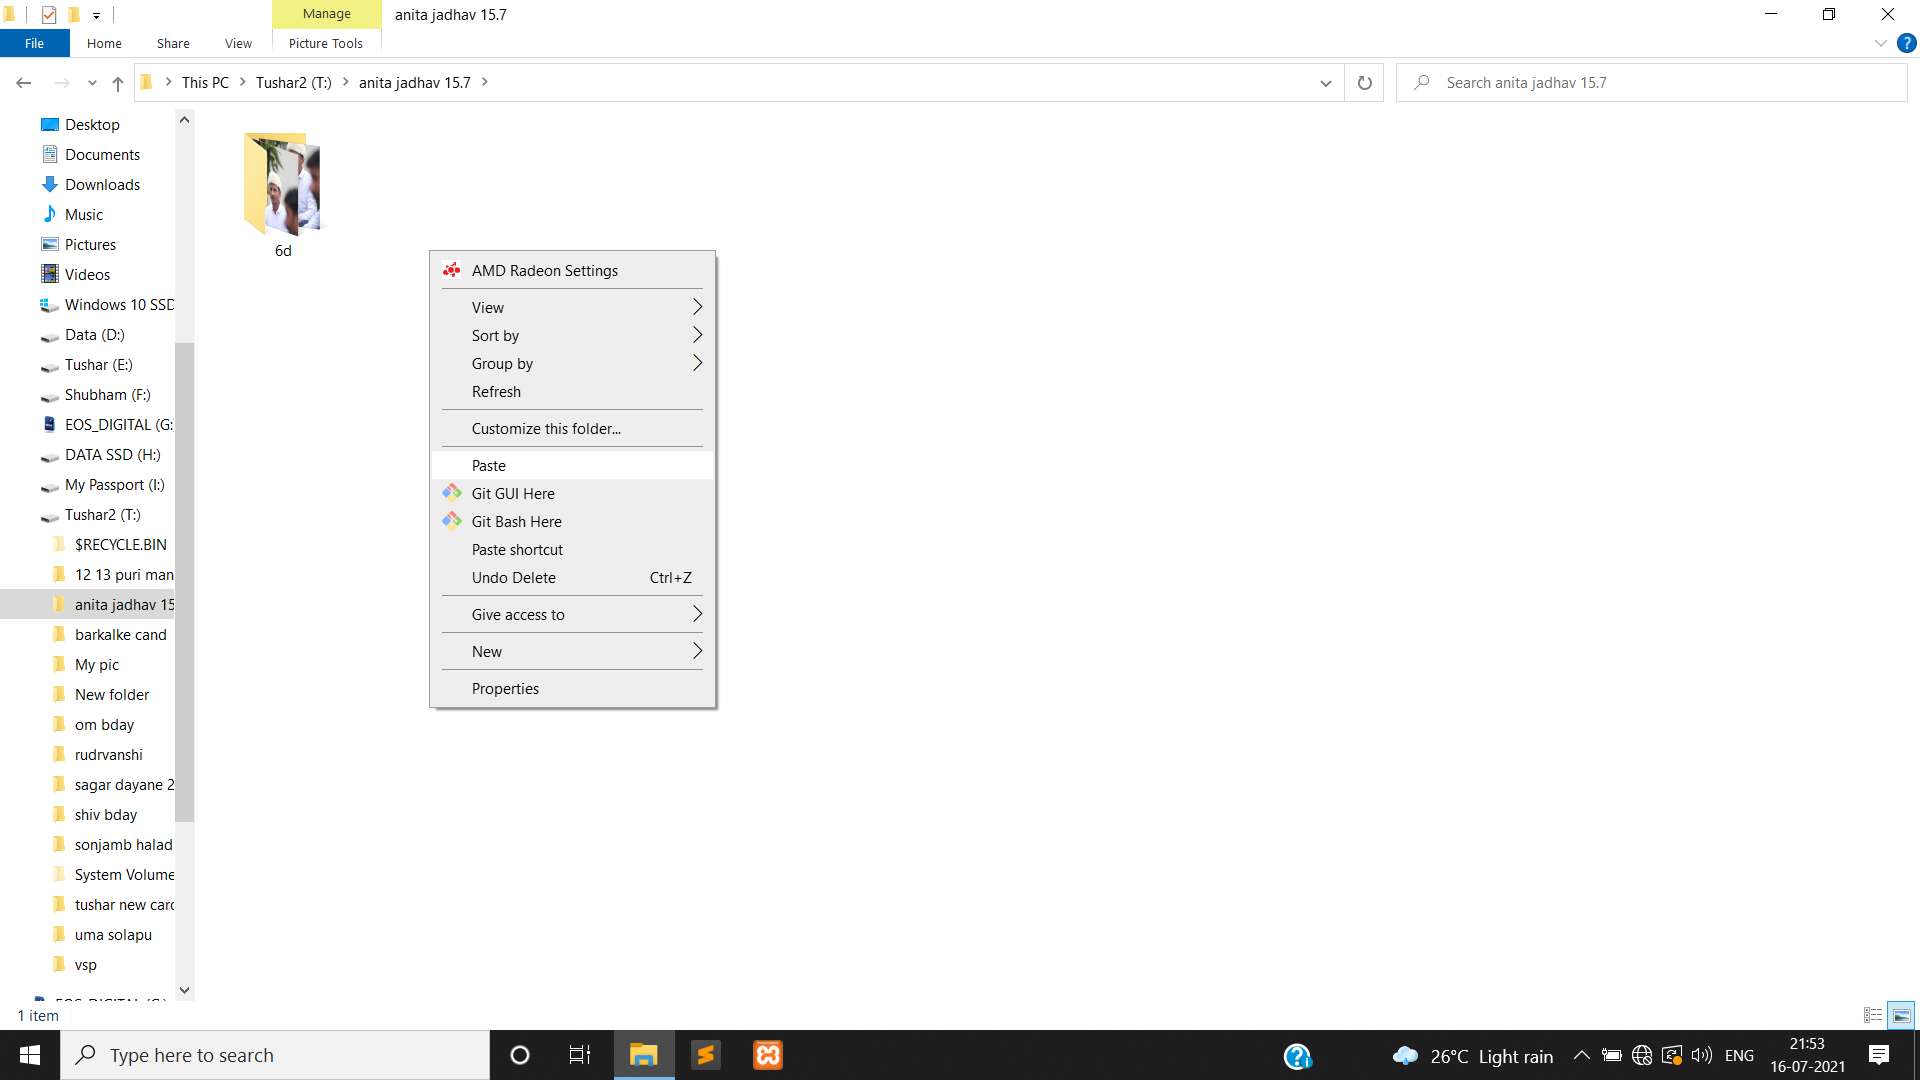 Manage
anita jadhav 15.7
File
Home
Share
View
Picture Tools
?
This PC
Tushar2 (T:)
anita jadhav 15.7
Search anita jadhav 15.7
Desktop
Documents
Downloads
Music
Pictures
Videos
Windows 10 SSD
Data (D:)
Tushar (E:)
Shubham (F:)
EOS_DIGITAL (G:
DATA SSD (H:)
My Passport (I:)
Tushar2 (T:)
$RECYCLE.BIN
12 13 puri man
anita jadhav 15
barkalke cand
My pic
New folder
om bday
rudrvanshi
sagar dayane 2
shiv bday
sonjamb halad
System Volume
tushar new card
uma solapu
vsp
6d
AMD Radeon Settings
View
Sort by
Group by
Refresh
Customize this folder...
Paste
Git GUI Here
Git Bash Here
Paste shortcut
Undo Delete Ctrl+Z
Give access to
New
Properties
1 item
Type here to search
26°C Light rain
ENG
21:53
16-07-2021